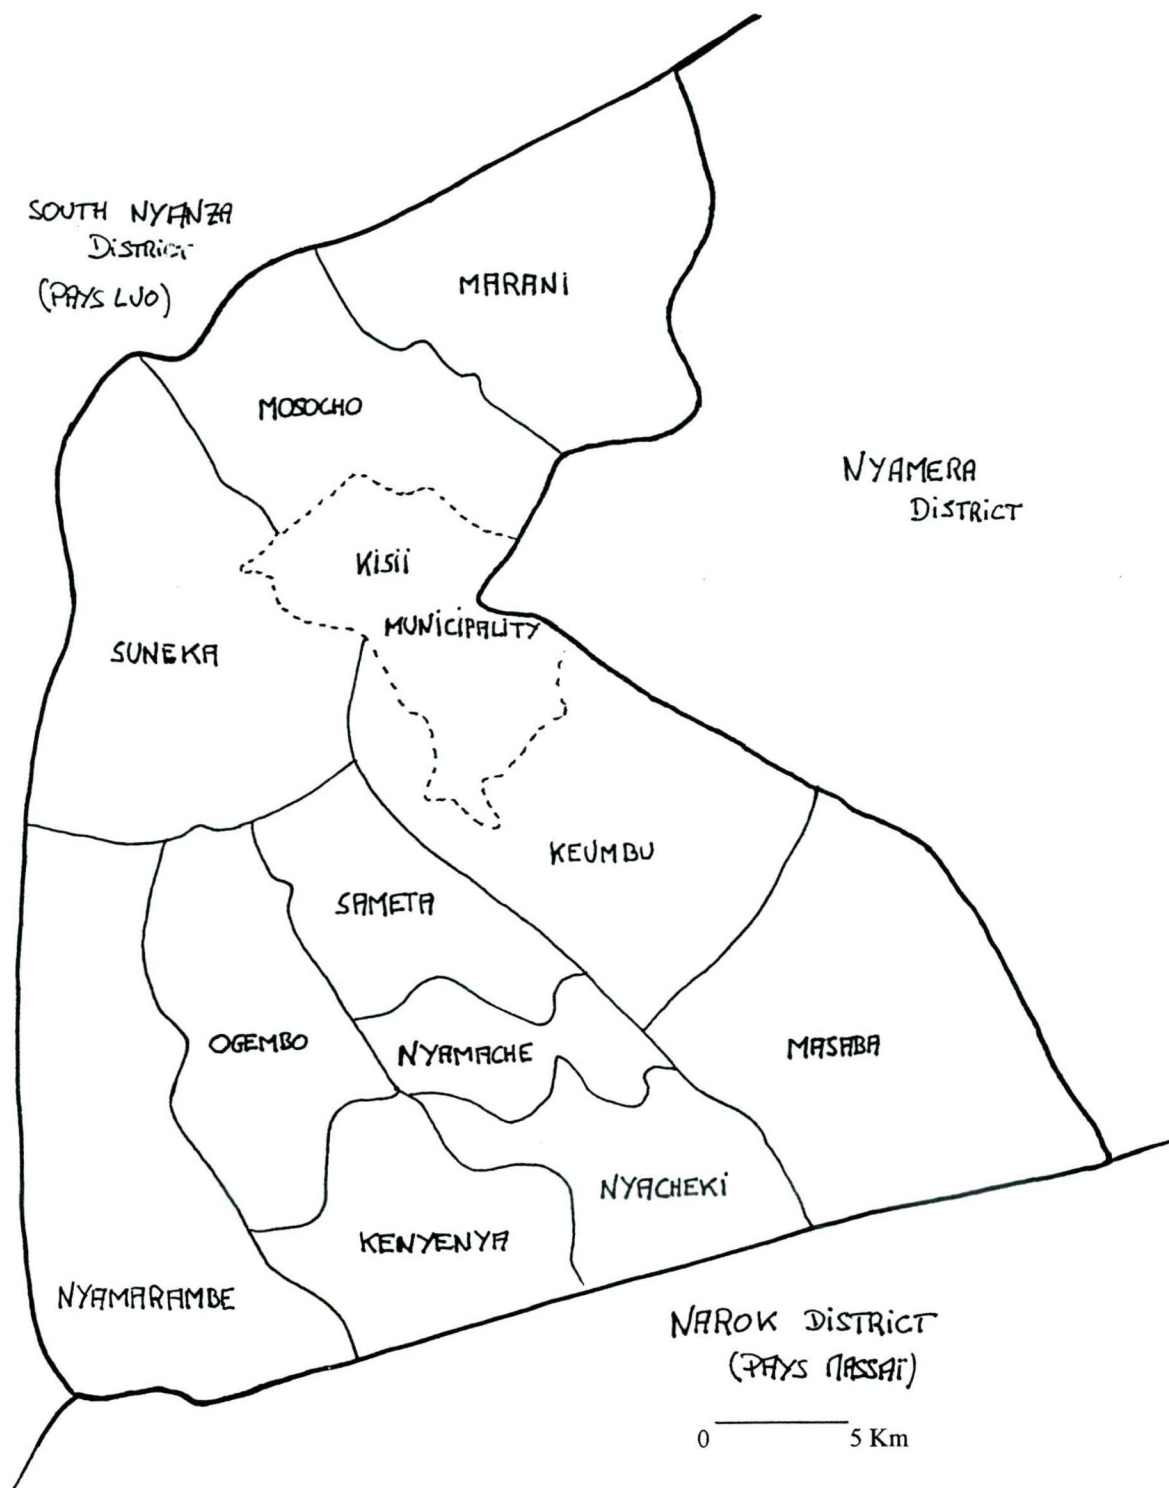 SOUTH NYANZA
DISTRICT
(PAYS LUO)
MARANI
MOSOCHO
NYAMERA
DISTRICT
KISII
MUNICIPALITY
SUNEKA
KEUMBU
SAMETA
OGEMBO
NYAMACHE
MASABA
NYACHEKI
KENYENYA
NYAMARAMBE
NAROK DISTRICT
(PAYS MASSAÏ)
0 5 Km